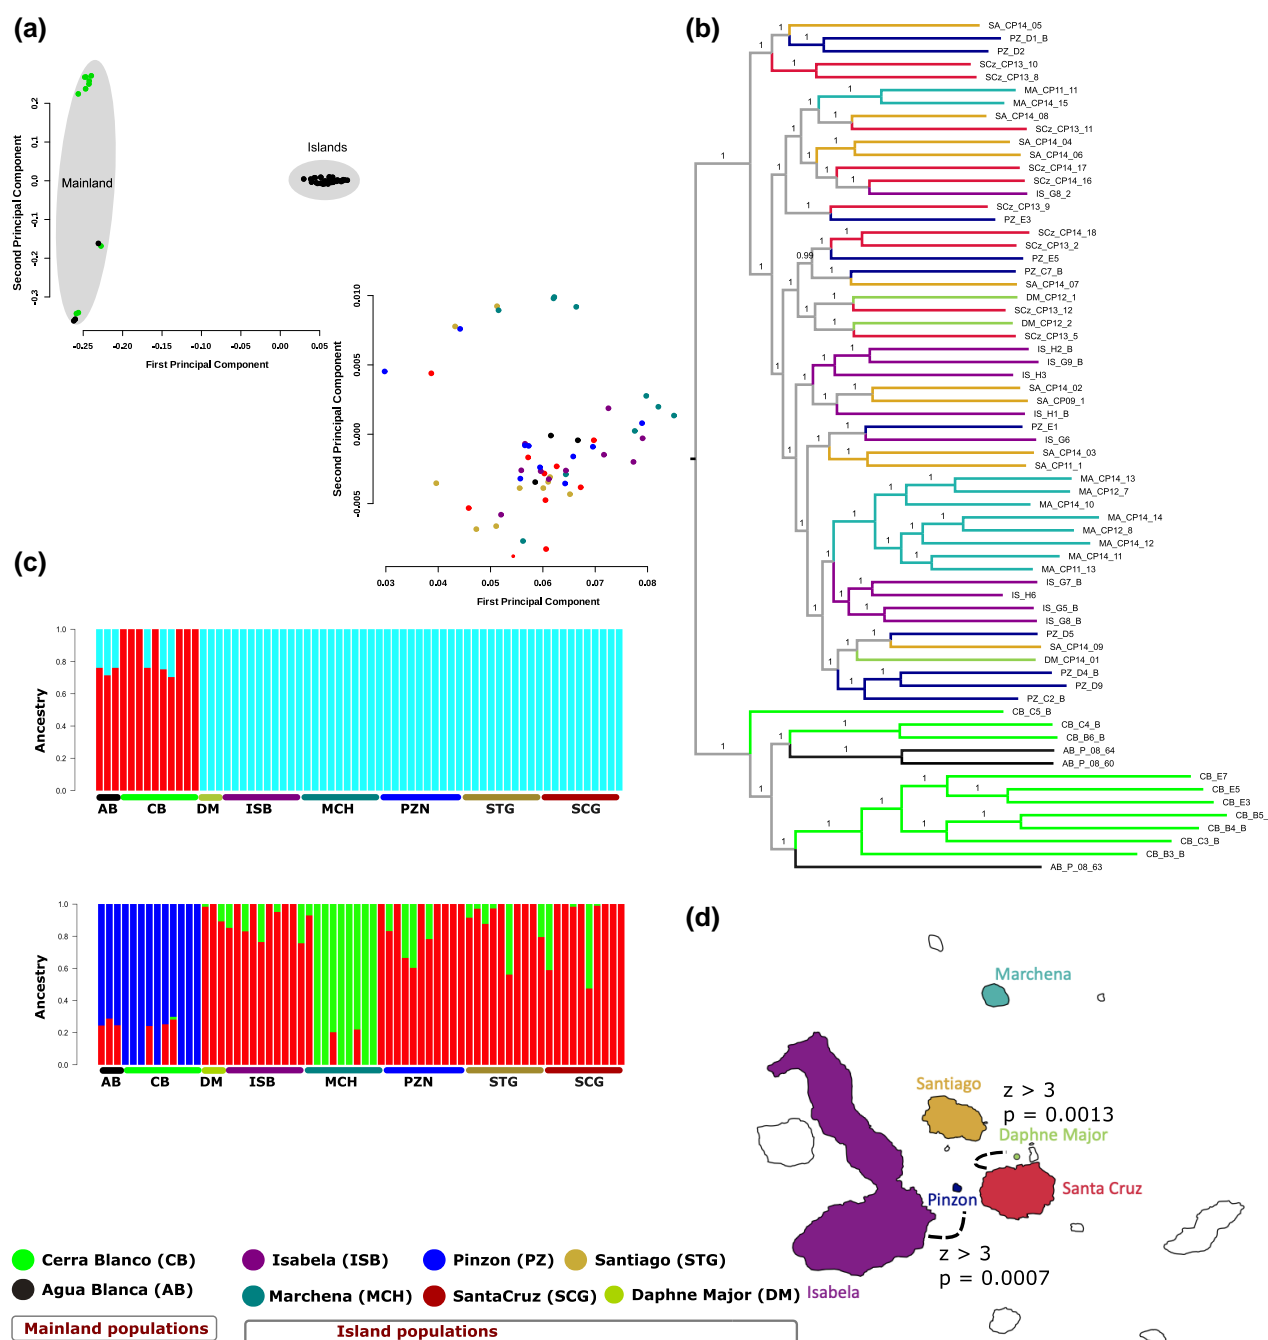 (a)
Second Principal Component
0.2
0.1
0.0
-0.1
-0.2
-0.3
Mainland
Islands
-0.25
-0.20
-0.15
-0.10
-0.05
0.00
0.05
First Principal Component
Second Principal Component
0.010
0.005
0.000
-0.005
0.03
0.04
0.05
0.06
0.07
0.08
First Principal Component
(b)
SA_CP14_05
PZ_D1_B
PZ_D2
SCz_CP13_10
SCz_CP13_8
MA_CP11_11
MA_CP14_15
SA_CP14_08
SCz_CP13_11
SA_CP14_04
SA_CP14_06
SCz_CP14_17
SCz_CP14_16
IS_G8_2
SCz_CP13_9
PZ_E3
SCz_CP14_18
SCz_CP13_2
PZ_E5
0.99
PZ_C7_B
SA_CP14_07
DM_CP12_1
SCz_CP13_12
DM_CP12_2
SCz_CP13_5
IS_H2_B
IS_G9_B
IS_H3
SA_CP14_02
SA_CP09_1
IS_H1_B
PZ_E1
IS_G6
SA_CP14_03
SA_CP11_1
MA_CP14_13
MA_CP12_7
MA_CP14_10
MA_CP14_14
MA_CP12_8
MA_CP14_12
MA_CP14_11
MA_CP11_13
IS_G7_B
IS_H6
IS_G5_B
IS_G8_B
PZ_D5
SA_CP14_09
DM_CP14_01
PZ_D4_B
PZ_D9
PZ_C2_B
CB_C5_B
CB_C4_B
CB_B6_B
AB_P_08_64
AB_P_08_60
CB_E7
CB_E5
CB_E3
CB_B5_
CB_B4_B
CB_C3_B
CB_B3_B
AB_P_08_63
(c)
Ancestry
1.0
0.8
0.6
0.4
0.2
0.0
AB CB DM ISB MCH PZN STG SCG
Ancestry
1.0
0.8
0.6
0.4
0.2
0.0
AB CB DM ISB MCH PZN STG SCG
(d)
Marchena
Santiago
z > 3
p = 0.0013
Daphne Major
Pinzon
Santa Cruz
z > 3
p = 0.0007
Isabela
Cerra Blanco (CB)
Isabela (ISB)
Pinzon (PZ)
Santiago (STG)
Agua Blanca (AB)
Marchena (MCH)
SantaCruz (SCG)
Daphne Major (DM)
Mainland populations
Island populations